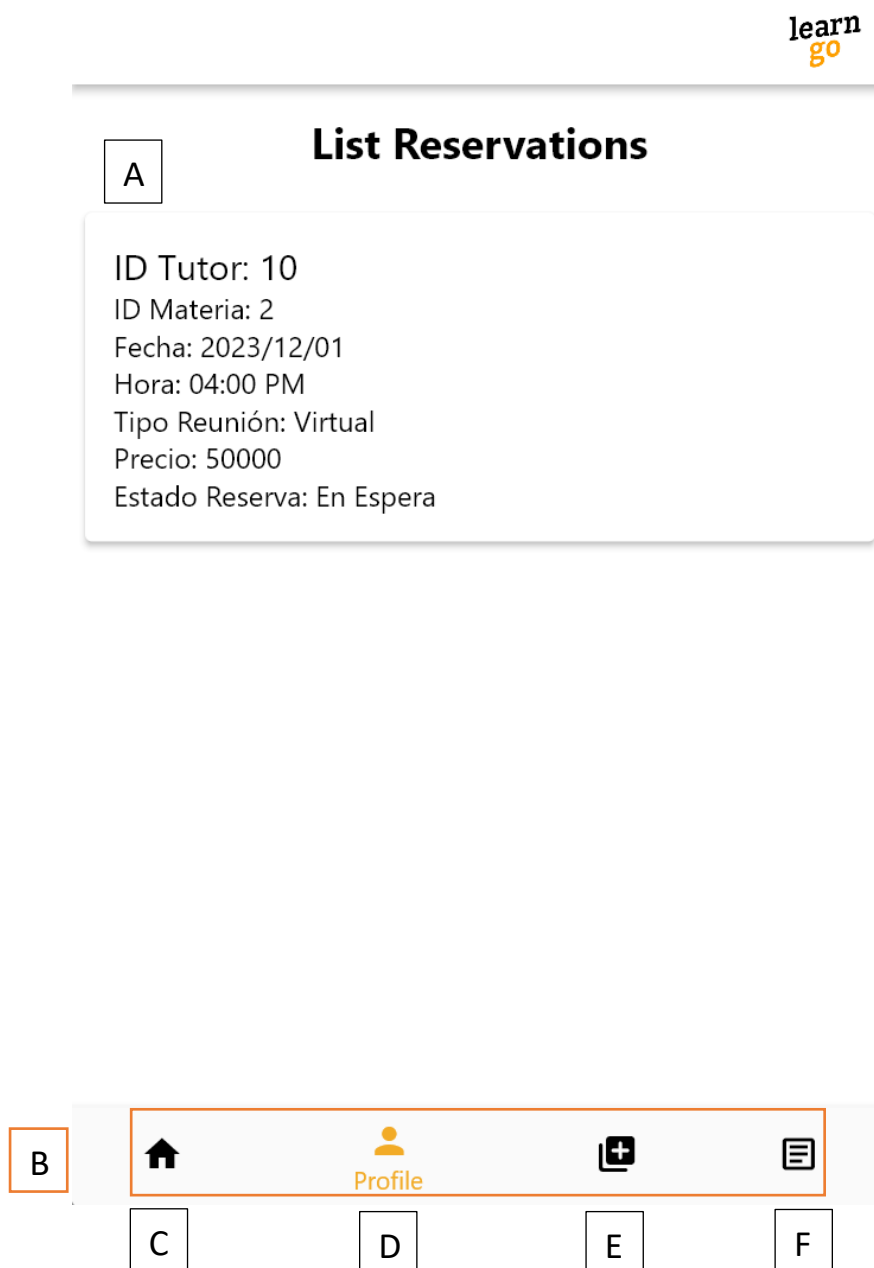 learn
go
List Reservations
A
ID Tutor: 10
ID Materia: 2
Fecha: 2023/12/01
Hora: 04:00 PM
Tipo Reunión: Virtual
Precio: 50000
Estado Reserva: En Espera
B
Profile
C
D
E
F